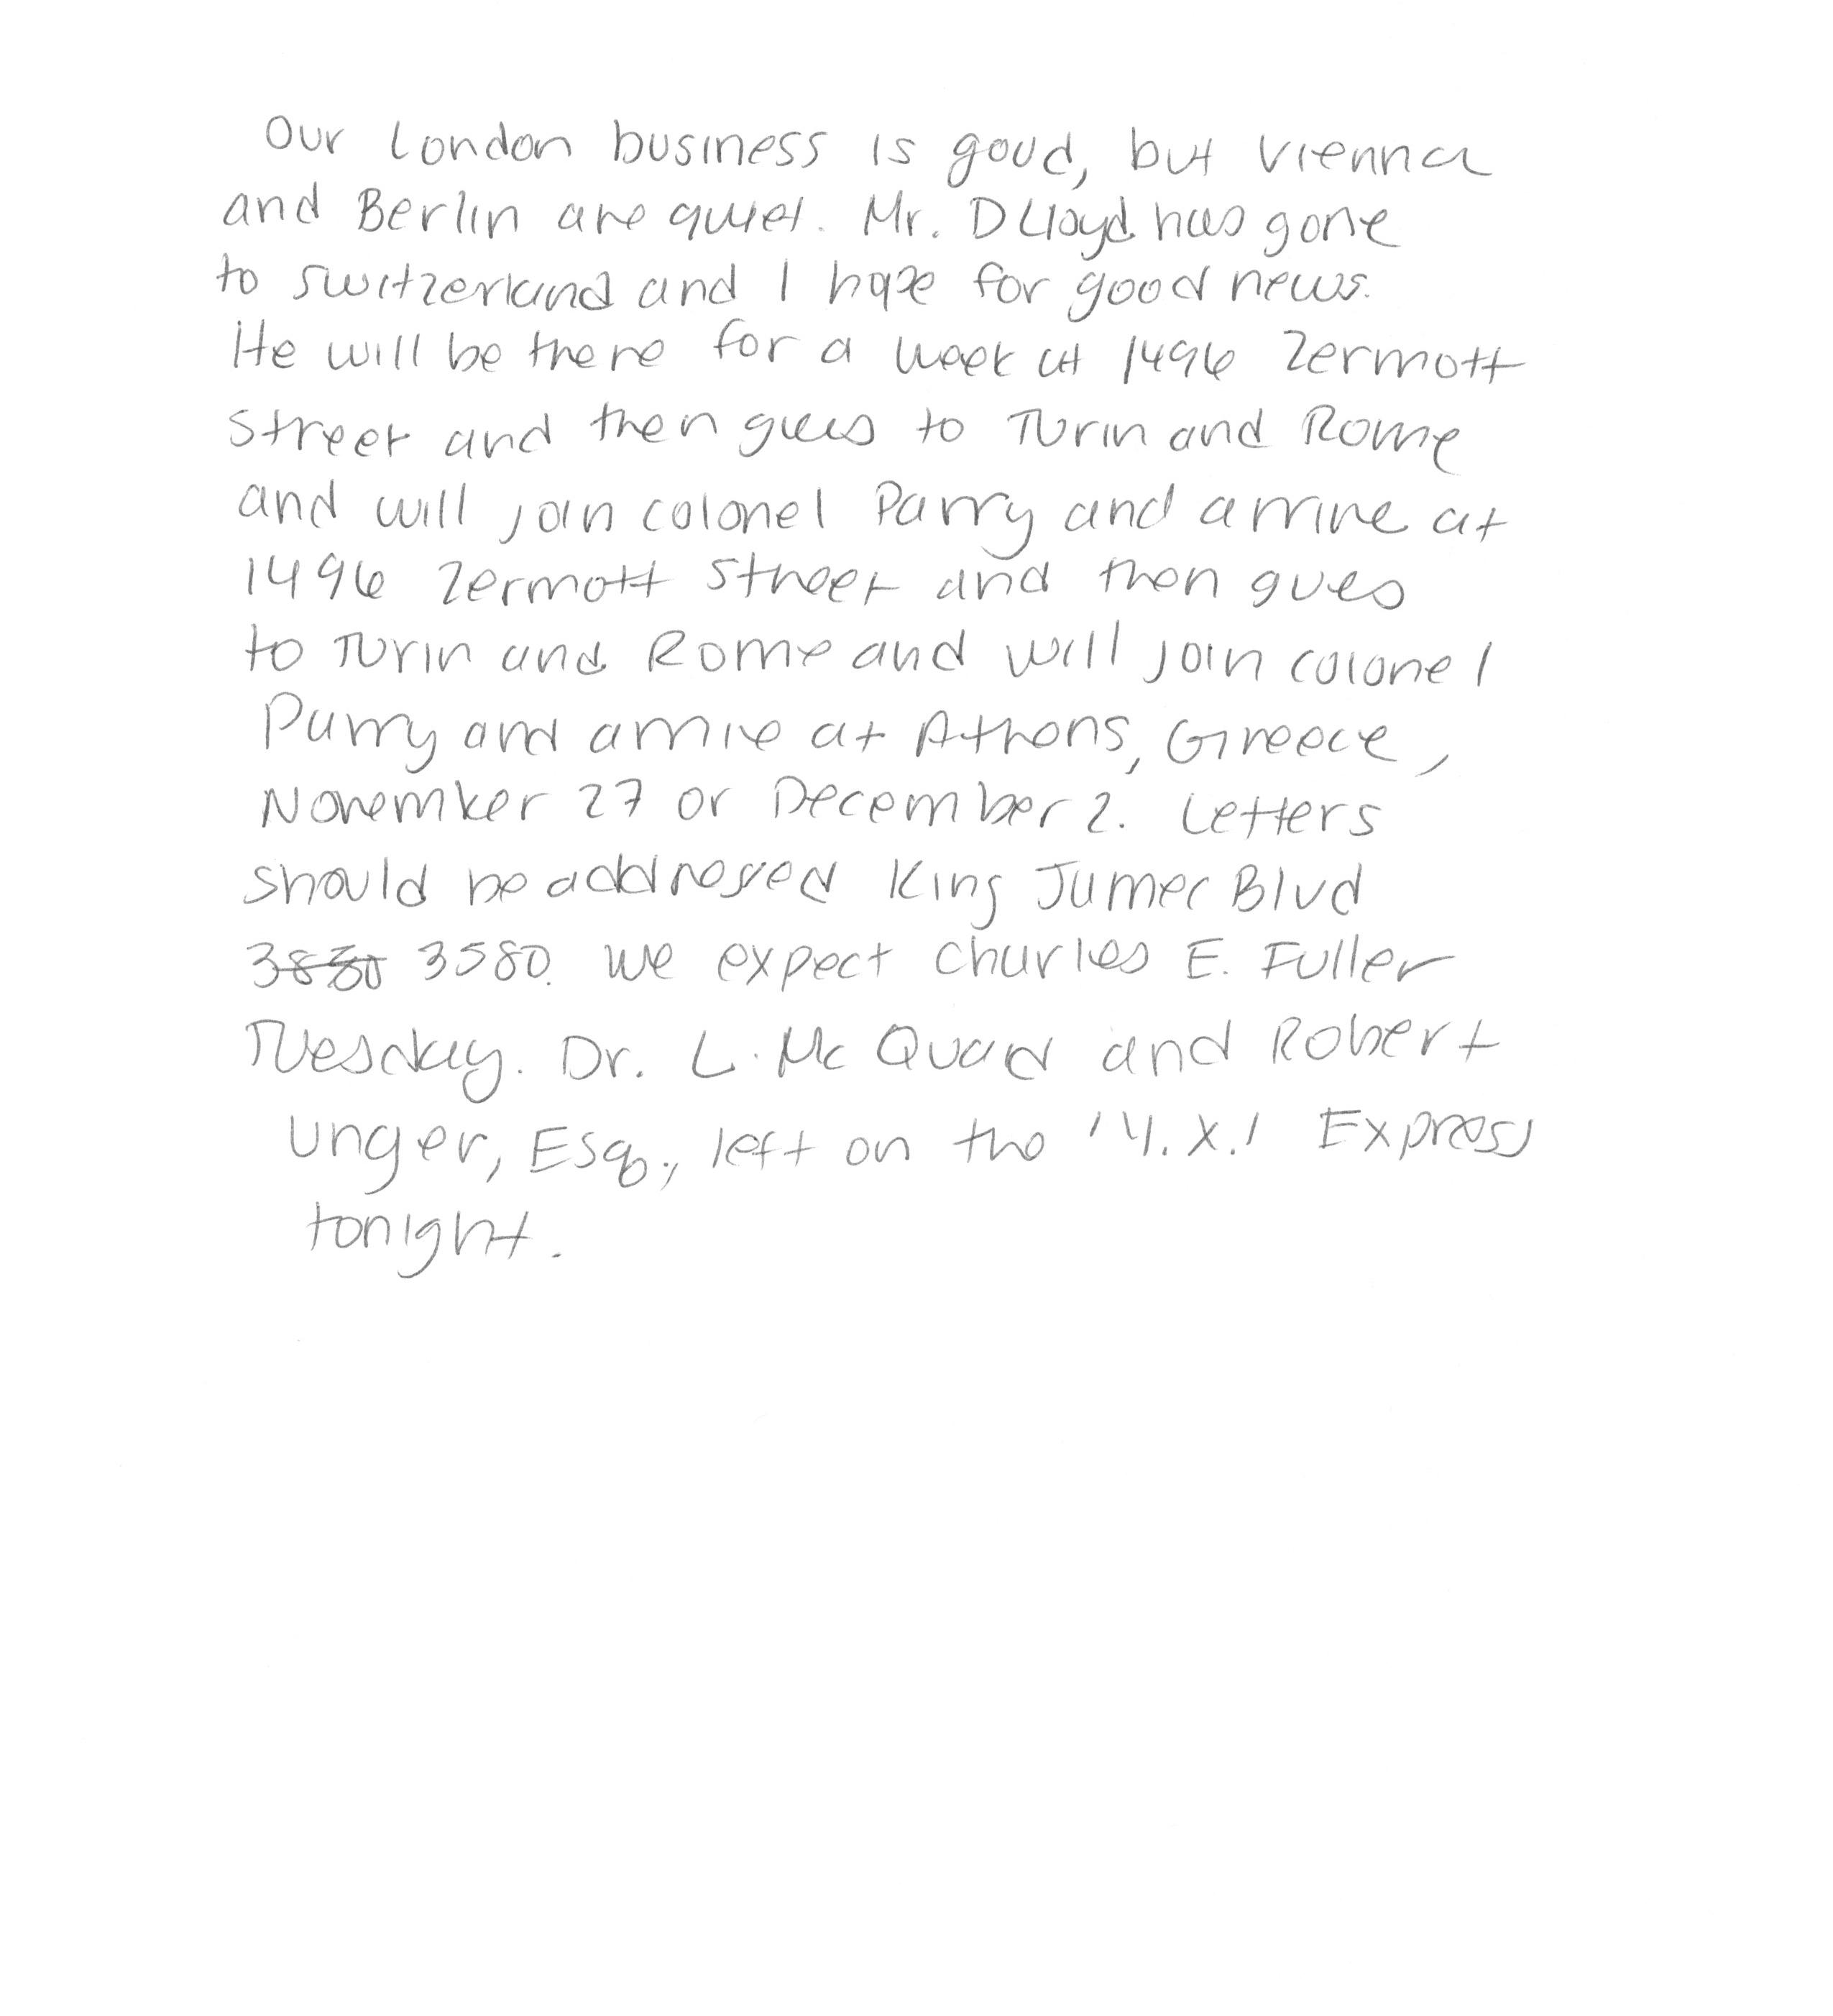 Our London business is good, but Vienna
and Berlin are quiet. Mr. D Lloyd has gone
to Switzerland and I hope for good news.
He will be there for a week at 1496 Zermott
Street and then goes to Turin and Rome
and will join Colonel Parry and arrive at
1496 Zermott Street and then goes
to Turin and Rome and will join Colonel
Parry and arrive at Athens, Greece,
November 27 or December 2. Letters
should be addressed King James Blvd
3580. We expect Charles E. Fuller
Tuesday. Dr. L. McQuaid and Robert
Unger, Esq., left on the 'Y.X.' Express
tonight.